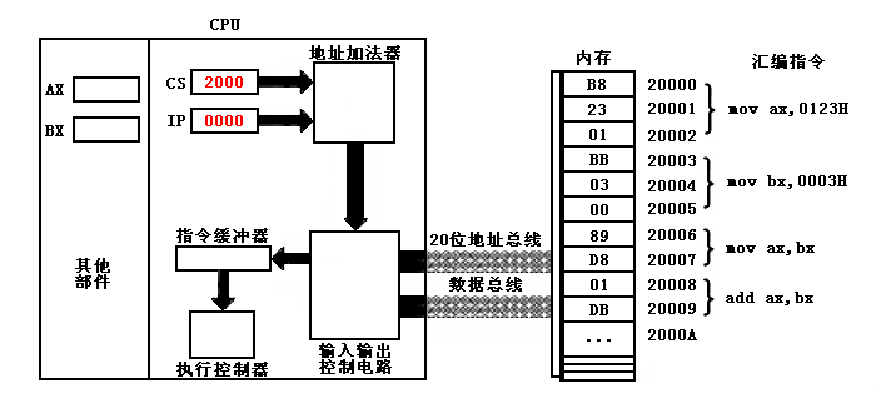 CPU
地址加法器
CS 2000
IP 0000
AX
BX
其他
部件
指令缓冲器
执行控制器
输入输出
控制电路
20位地址总线
数据总线
内存
汇编指令
B8 20000
23 20001 mov ax,0123H
01 20002
BB 20003
03 20004 mov bx,0003H
00 20005
89 20006
D8 20007 mov ax,bx
01 20008
DB 20009 add ax,bx
... 2000A